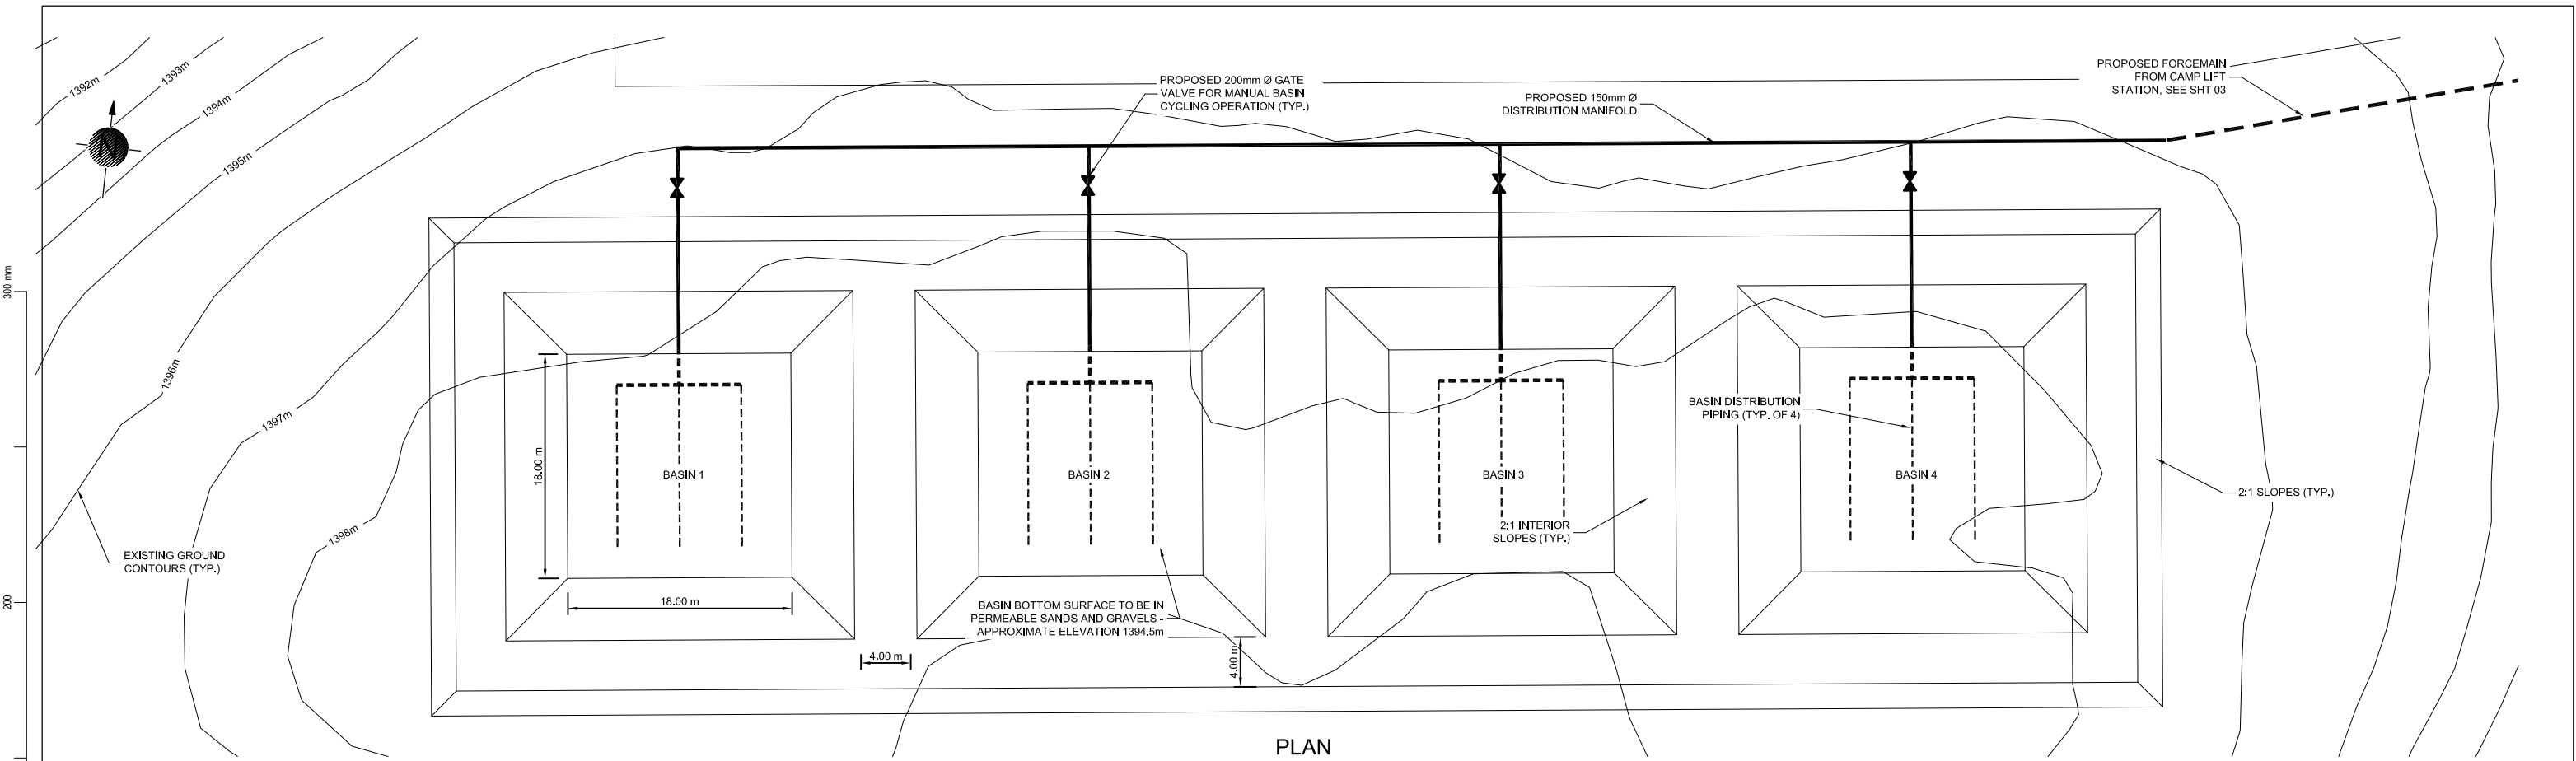 1392m
1393m
1394m
1395m
1396m
1397m
1398m
N
300 mm
200
PROPOSED 200mm Ø GATE
VALVE FOR MANUAL BASIN
CYCLING OPERATION (TYP.)
PROPOSED 150mm Ø
DISTRIBUTION MANIFOLD
PROPOSED FORCEMAIN
FROM CAMP LIFT
STATION, SEE SHT 03
BASIN DISTRIBUTION
PIPING (TYP. OF 4)
18.00 m
BASIN 1
BASIN 2
BASIN 3
BASIN 4
2:1 SLOPES (TYP.)
2:1 INTERIOR
SLOPES (TYP.)
EXISTING GROUND
CONTOURS (TYP.)
18.00 m
BASIN BOTTOM SURFACE TO BE IN
PERMEABLE SANDS AND GRAVELS -
APPROXIMATE ELEVATION 1394.5m
4.00 m
4.00 m
PLAN